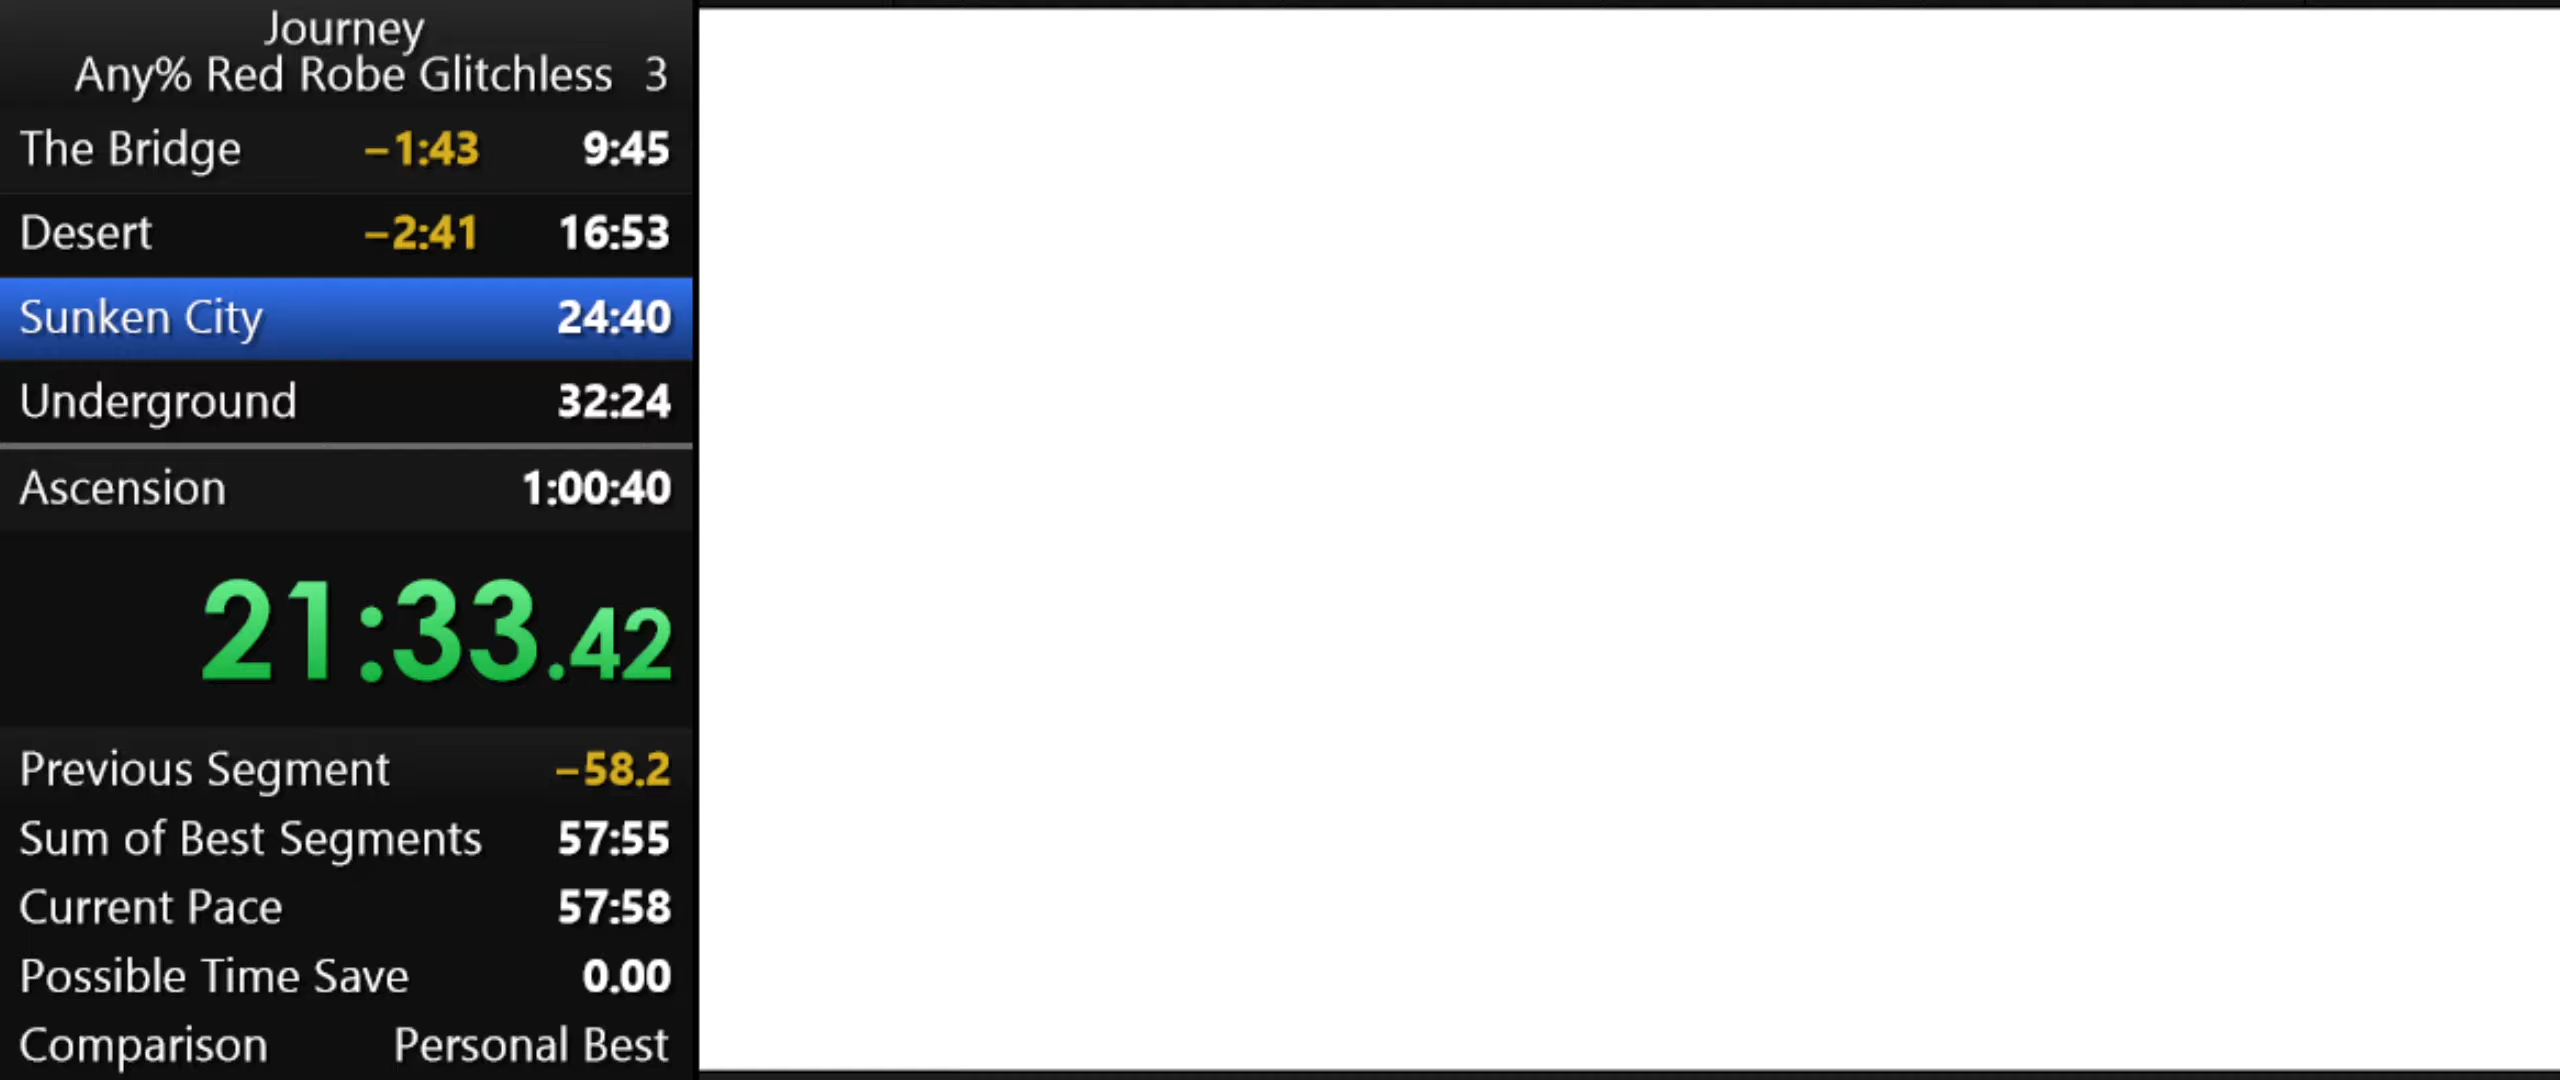 Journey
Any% Red Robe Glitchless 3
The Bridge −1:43 9:45
Desert −2:41 16:53
Sunken City 24:40
Underground 32:24
Ascension 1:00:40
21:33.42
Previous Segment −58.2
Sum of Best Segments 57:55
Current Pace 57:58
Possible Time Save 0.00
Comparison Personal Best